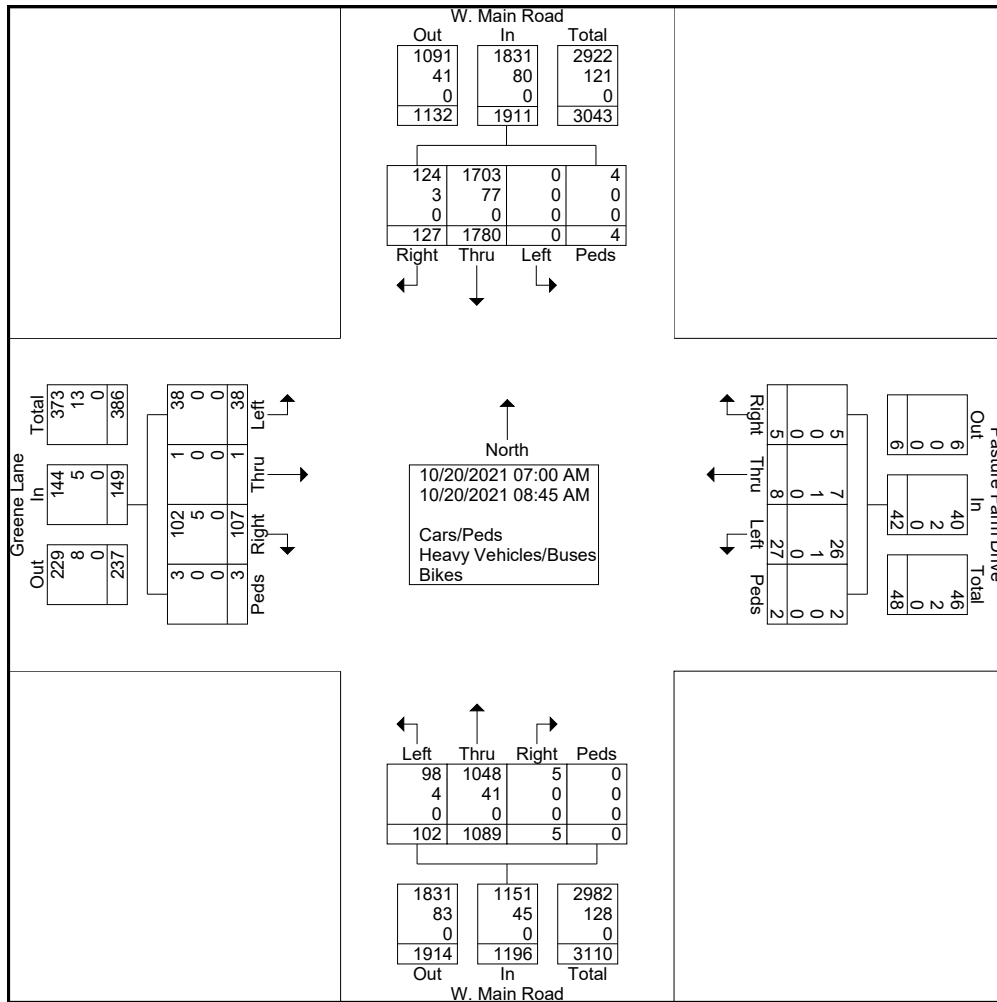 W. Main Road
Out In Total
1091 1831 2922
41 80 121
0 0 0
1132 1911 3043
124 1703 0 4
3 77 0 0
0 0 0 0
127 1780 0 4
Right Thru Left Peds
Greene Lane
Total In Out
373 144 229
13 5 8
0 0 0
386 149 237
38 1 102 3
0 0 5 0
0 0 0 0
38 1 107 3
Left Thru Right Peds
North
10/20/2021 07:00 AM
10/20/2021 08:45 AM
Cars/Peds
Heavy Vehicles/Buses
Bikes
Right Thru Left Peds
5 7 26 2
0 1 1 0
0 0 0 0
5 8 27 2
Pasture Farm Drive
Out In Total
6 40 46
0 2 2
0 0 0
6 42 48
Left Thru Right Peds
98 1048 5 0
4 41 0 0
0 0 0 0
102 1089 5 0
1831 1151 2982
83 45 128
0 0 0
1914 1196 3110
Out In Total
W. Main Road